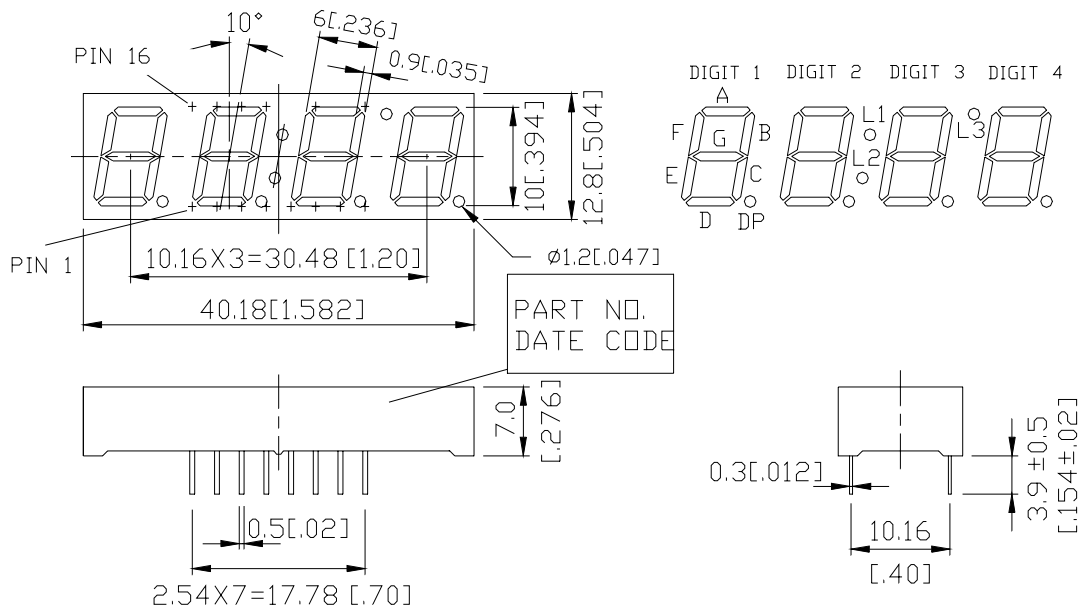 10°
6[.236]
PIN 16
0.9[.035]
10[.394]
12.8[.504]
PIN 1
10.16X3=30.48 [1.20]
ø1.2[.047]
40.18[1.582]
DIGIT 1 DIGIT 2 DIGIT 3 DIGIT 4
A
F G B
L1
L3
L2
E C
D DP
PART NO.
DATE CODE
7.0
[.276]
0.5[.02]
2.54X7=17.78 [.70]
0.3[.012]
3.9±0.5
[.154±.02]
10.16
[.40]